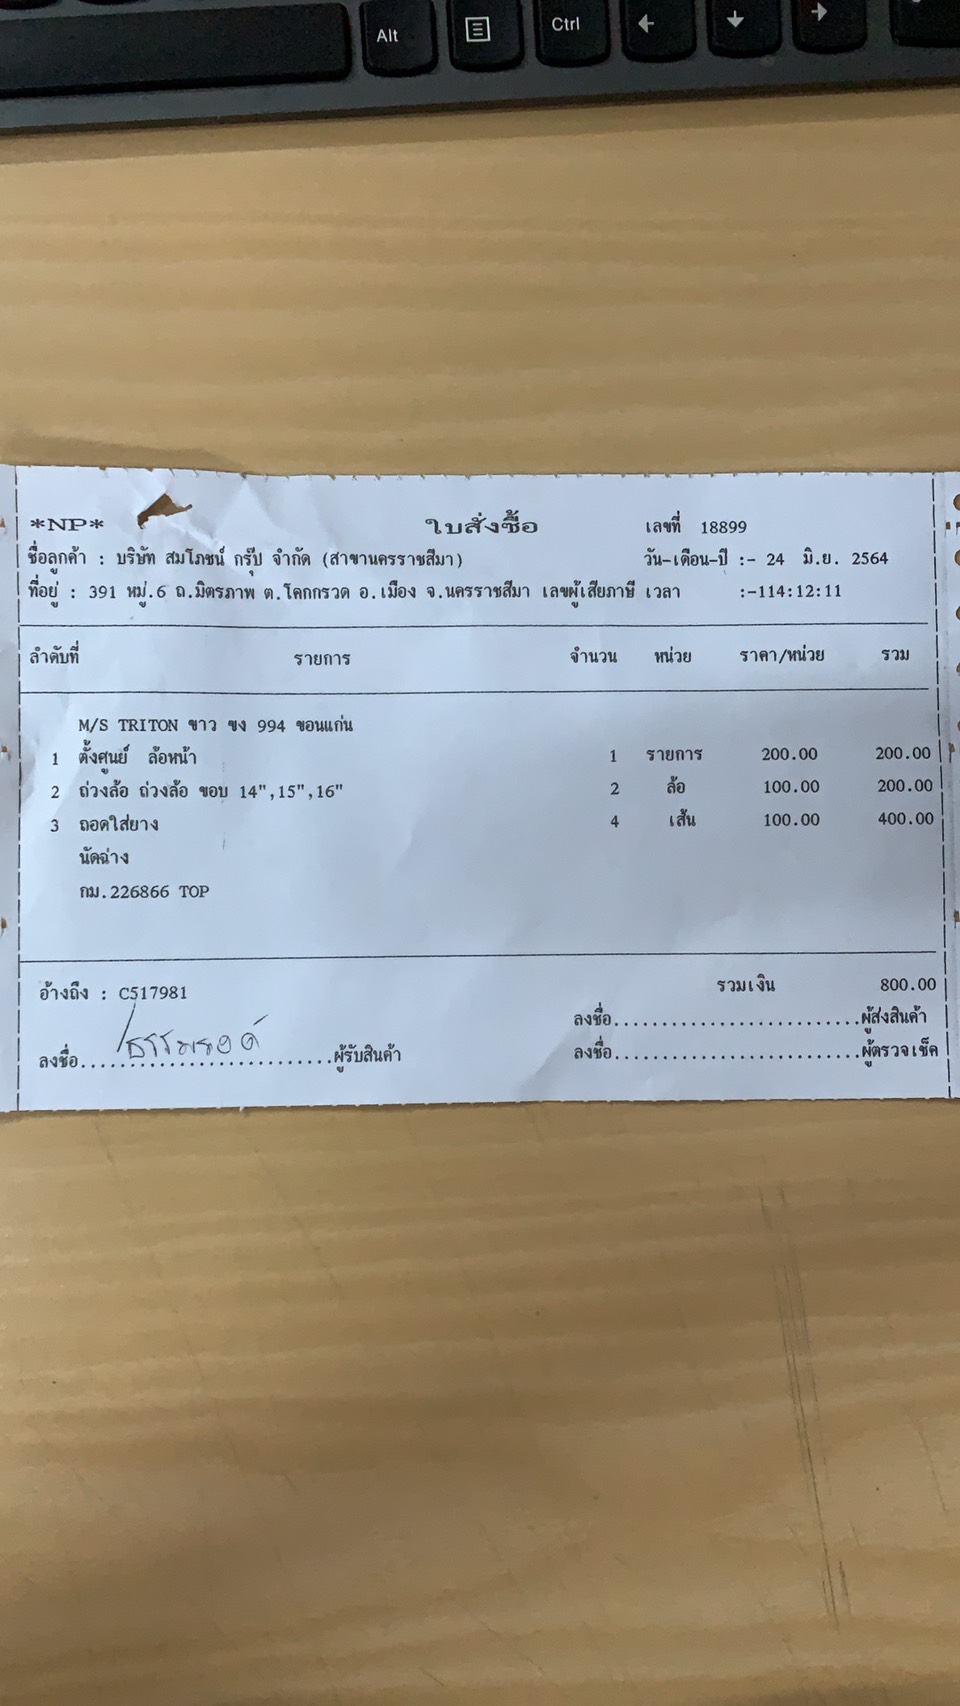 Alt Ctrl
*NP* ใบสั่งซื้อ เลขที่ 18899
ชื่อลูกค้า : บริษัท สมโภชน์ กรุ๊ป จำกัด (สาขานครราชสีมา) วัน-เดือน-ปี :- 24 มิ.ย. 2564
ที่อยู่ : 391 หมู่.6 ถ.มิตรภาพ ต.โคกกรวด อ.เมือง จ.นครราชสีมา เลขผู้เสียภาษี เวลา :-114:12:11
ลำดับที่ รายการ จำนวน หน่วย ราคา/หน่วย รวม
M/S TRITON ขาว ขง 994 ขอนแก่น
1 ตั้งศูนย์ ล้อหน้า 1 รายการ 200.00 200.00
2 ถ่วงล้อ ถ่วงล้อ ขอบ 14",15",16" 2 ล้อ 100.00 200.00
3 ถอดใส่ยาง 4 เส้น 100.00 400.00
นัดฉ่าง
กม.226866 TOP
อ้างถึง : C517981 รวมเงิน 800.00
ลงชื่อ..........................ผู้ส่งสินค้า
ลงชื่อ..........................ผู้รับสินค้า ลงชื่อ..........................ผู้ตรวจเช็ค